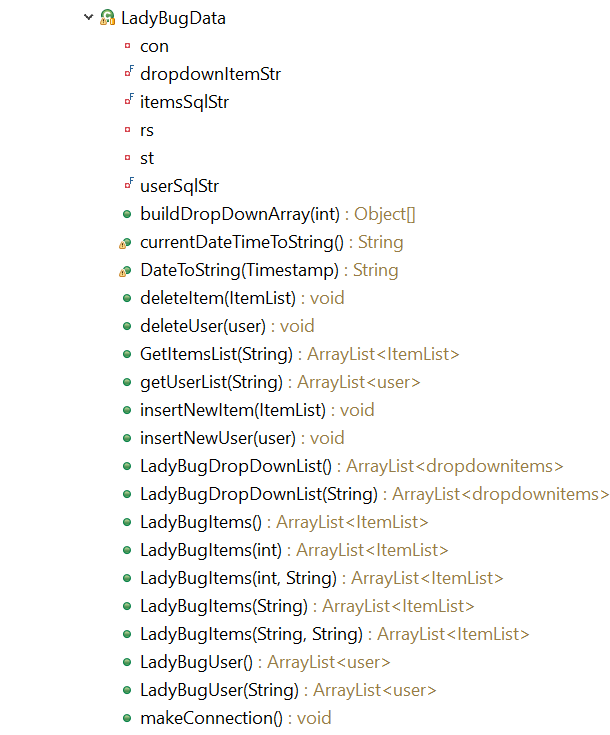 LadyBugData
con
dropdownItemStr
itemsSqlStr
rs
st
userSqlStr
buildDropDownArray(int) : Object[]
currentDateTimeToString() : String
DateToString(Timestamp) : String
deleteItem(ItemList) : void
deleteUser(user) : void
GetItemsList(String) : ArrayList<ItemList>
getUserList(String) : ArrayList<user>
insertNewItem(ItemList) : void
insertNewUser(user) : void
LadyBugDropDownList() : ArrayList<dropdownitems>
LadyBugDropDownList(String) : ArrayList<dropdownitems>
LadyBugItems() : ArrayList<ItemList>
LadyBugItems(int) : ArrayList<ItemList>
LadyBugItems(int, String) : ArrayList<ItemList>
LadyBugItems(String) : ArrayList<ItemList>
LadyBugItems(String, String) : ArrayList<ItemList>
LadyBugUser() : ArrayList<user>
LadyBugUser(String) : ArrayList<user>
makeConnection() : void